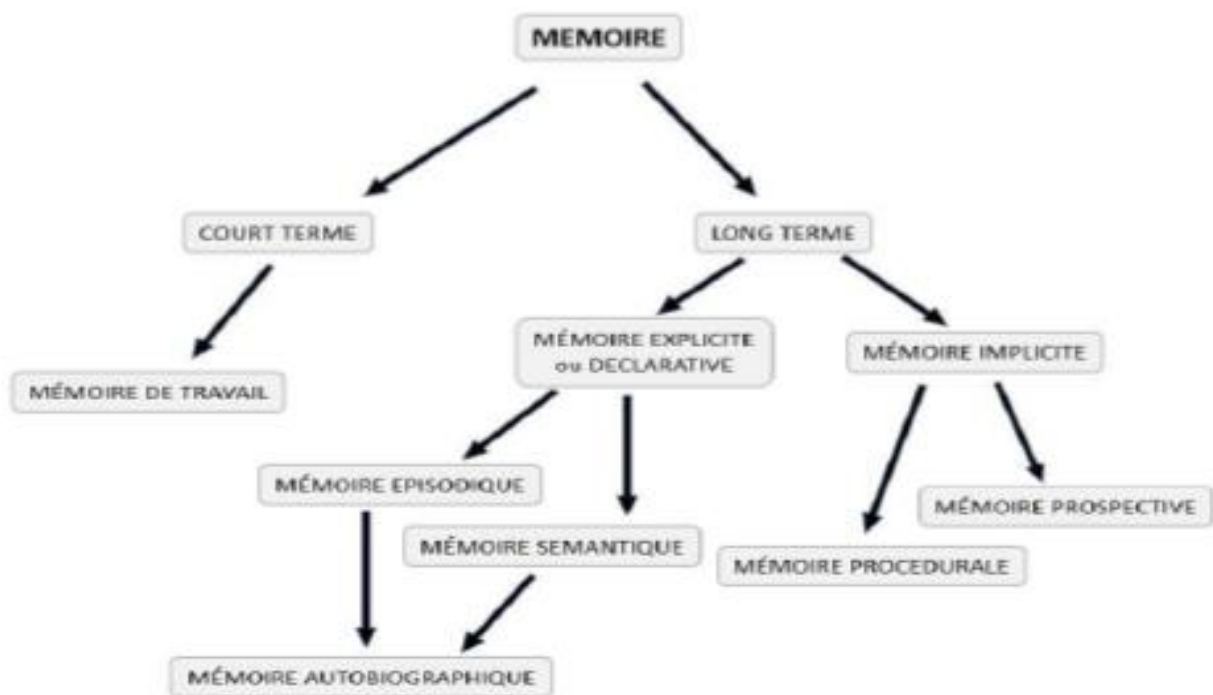 MEMOIRE
COURT TERME
LONG TERME
MÉMOIRE EXPLICITE
ou DECLARATIVE
MÉMOIRE IMPLICITE
MÉMOIRE DE TRAVAIL
MÉMOIRE EPISODIQUE
MÉMOIRE PROSPECTIVE
MÉMOIRE SEMANTIQUE
MÉMOIRE PROCEDURALE
MÉMOIRE AUTOBIOGRAPHIQUE